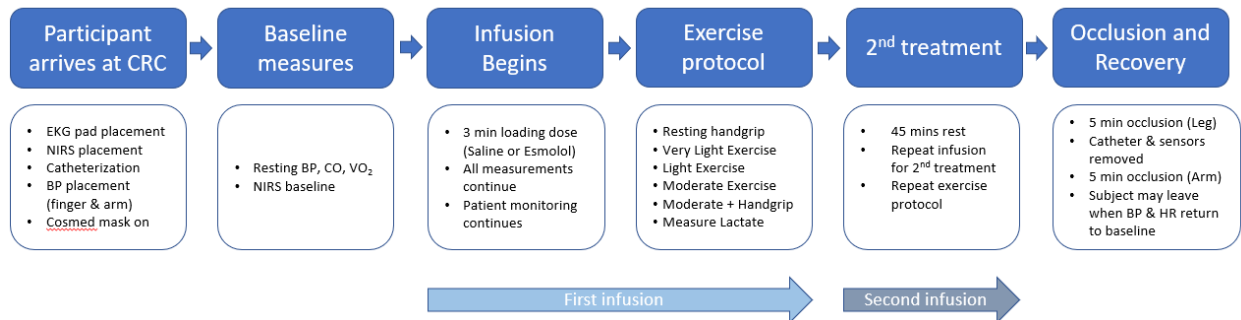 Participant
arrives at CRC
Baseline
measures
Infusion
Begins
Exercise
protocol
2nd treatment
Occlusion and
Recovery
• EKG pad placement
• NIRS placement
• Catheterization
• BP placement
(finger & arm)
• Cosmed mask on
• Resting BP, CO, VO₂
• NIRS baseline
• 3 min loading dose
(Saline or Esmolol)
• All measurements
continue
• Patient monitoring
continues
• Resting handgrip
• Very Light Exercise
• Light Exercise
• Moderate Exercise
• Moderate + Handgrip
• Measure Lactate
• 45 mins rest
• Repeat infusion
for 2nd treatment
• Repeat exercise
protocol
• 5 min occlusion (Leg)
• Catheter & sensors
removed
• 5 min occlusion (Arm)
• Subject may leave
when BP & HR return
to baseline
First infusion
Second infusion